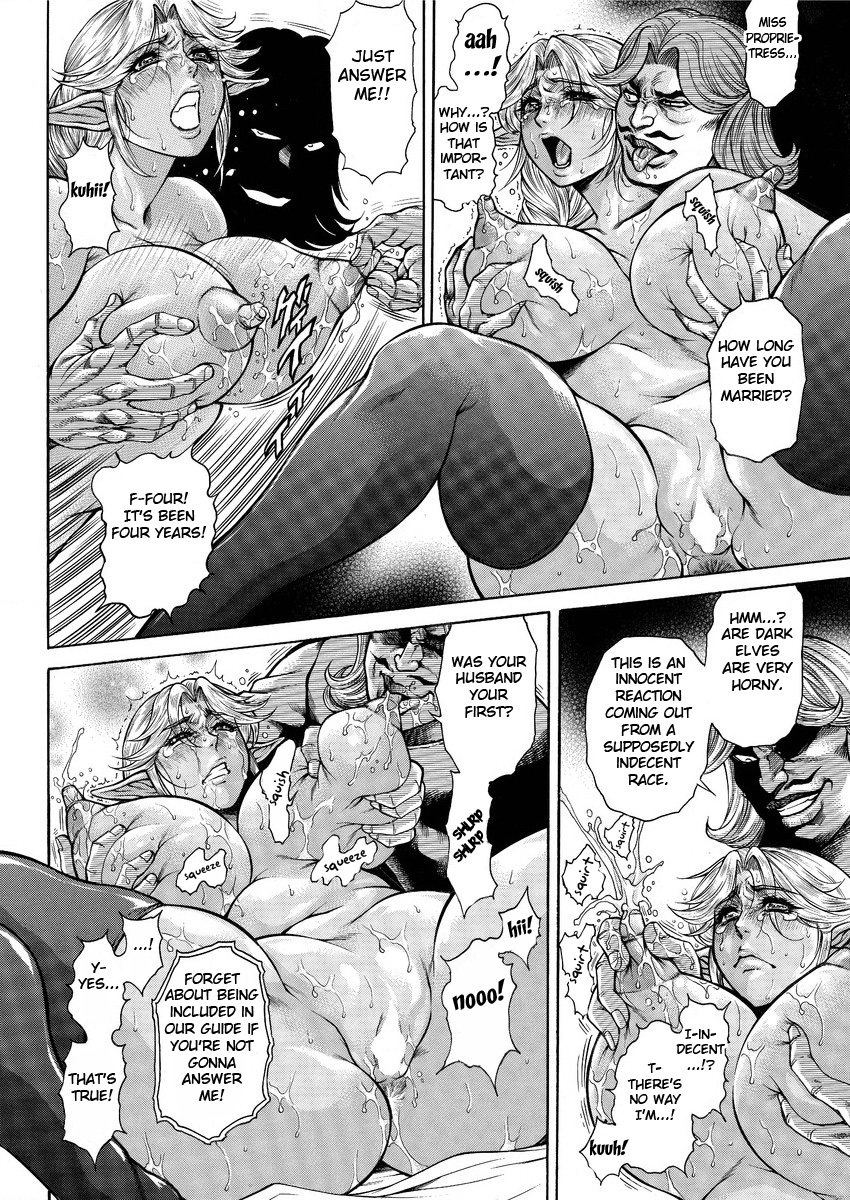 MISS
PROPRIE-
TRESS...
aah
...!
WHY...?
HOW IS
THAT
IMPOR-
TANT?
squish
squish
HOW LONG
HAVE YOU
BEEN
MARRIED?
JUST
ANSWER
ME!!
kuhii!
F-FOUR!
IT'S BEEN
FOUR YEARS!
HMM...?
ARE DARK
ELVES
ARE VERY
HORNY.
THIS IS AN
INNOCENT
REACTION
COMING OUT
FROM A
SUPPOSEDLY
INDECENT
RACE.
squirt
squirt
squirt
squirt
I-IN-
DECENT
...!?
T-
THERE'S
NO WAY
I'M...!
kuuh!
WAS YOUR
HUSBAND
YOUR
FIRST?
squish
squeeze
squeeze
SHLRP
SHLRP
hii!
nooo!
FORGET
ABOUT BEING
INCLUDED IN
OUR GUIDE IF
YOU'RE NOT
GONNA
ANSWER
ME!
...!
Y-
YES...
THAT'S
TRUE!